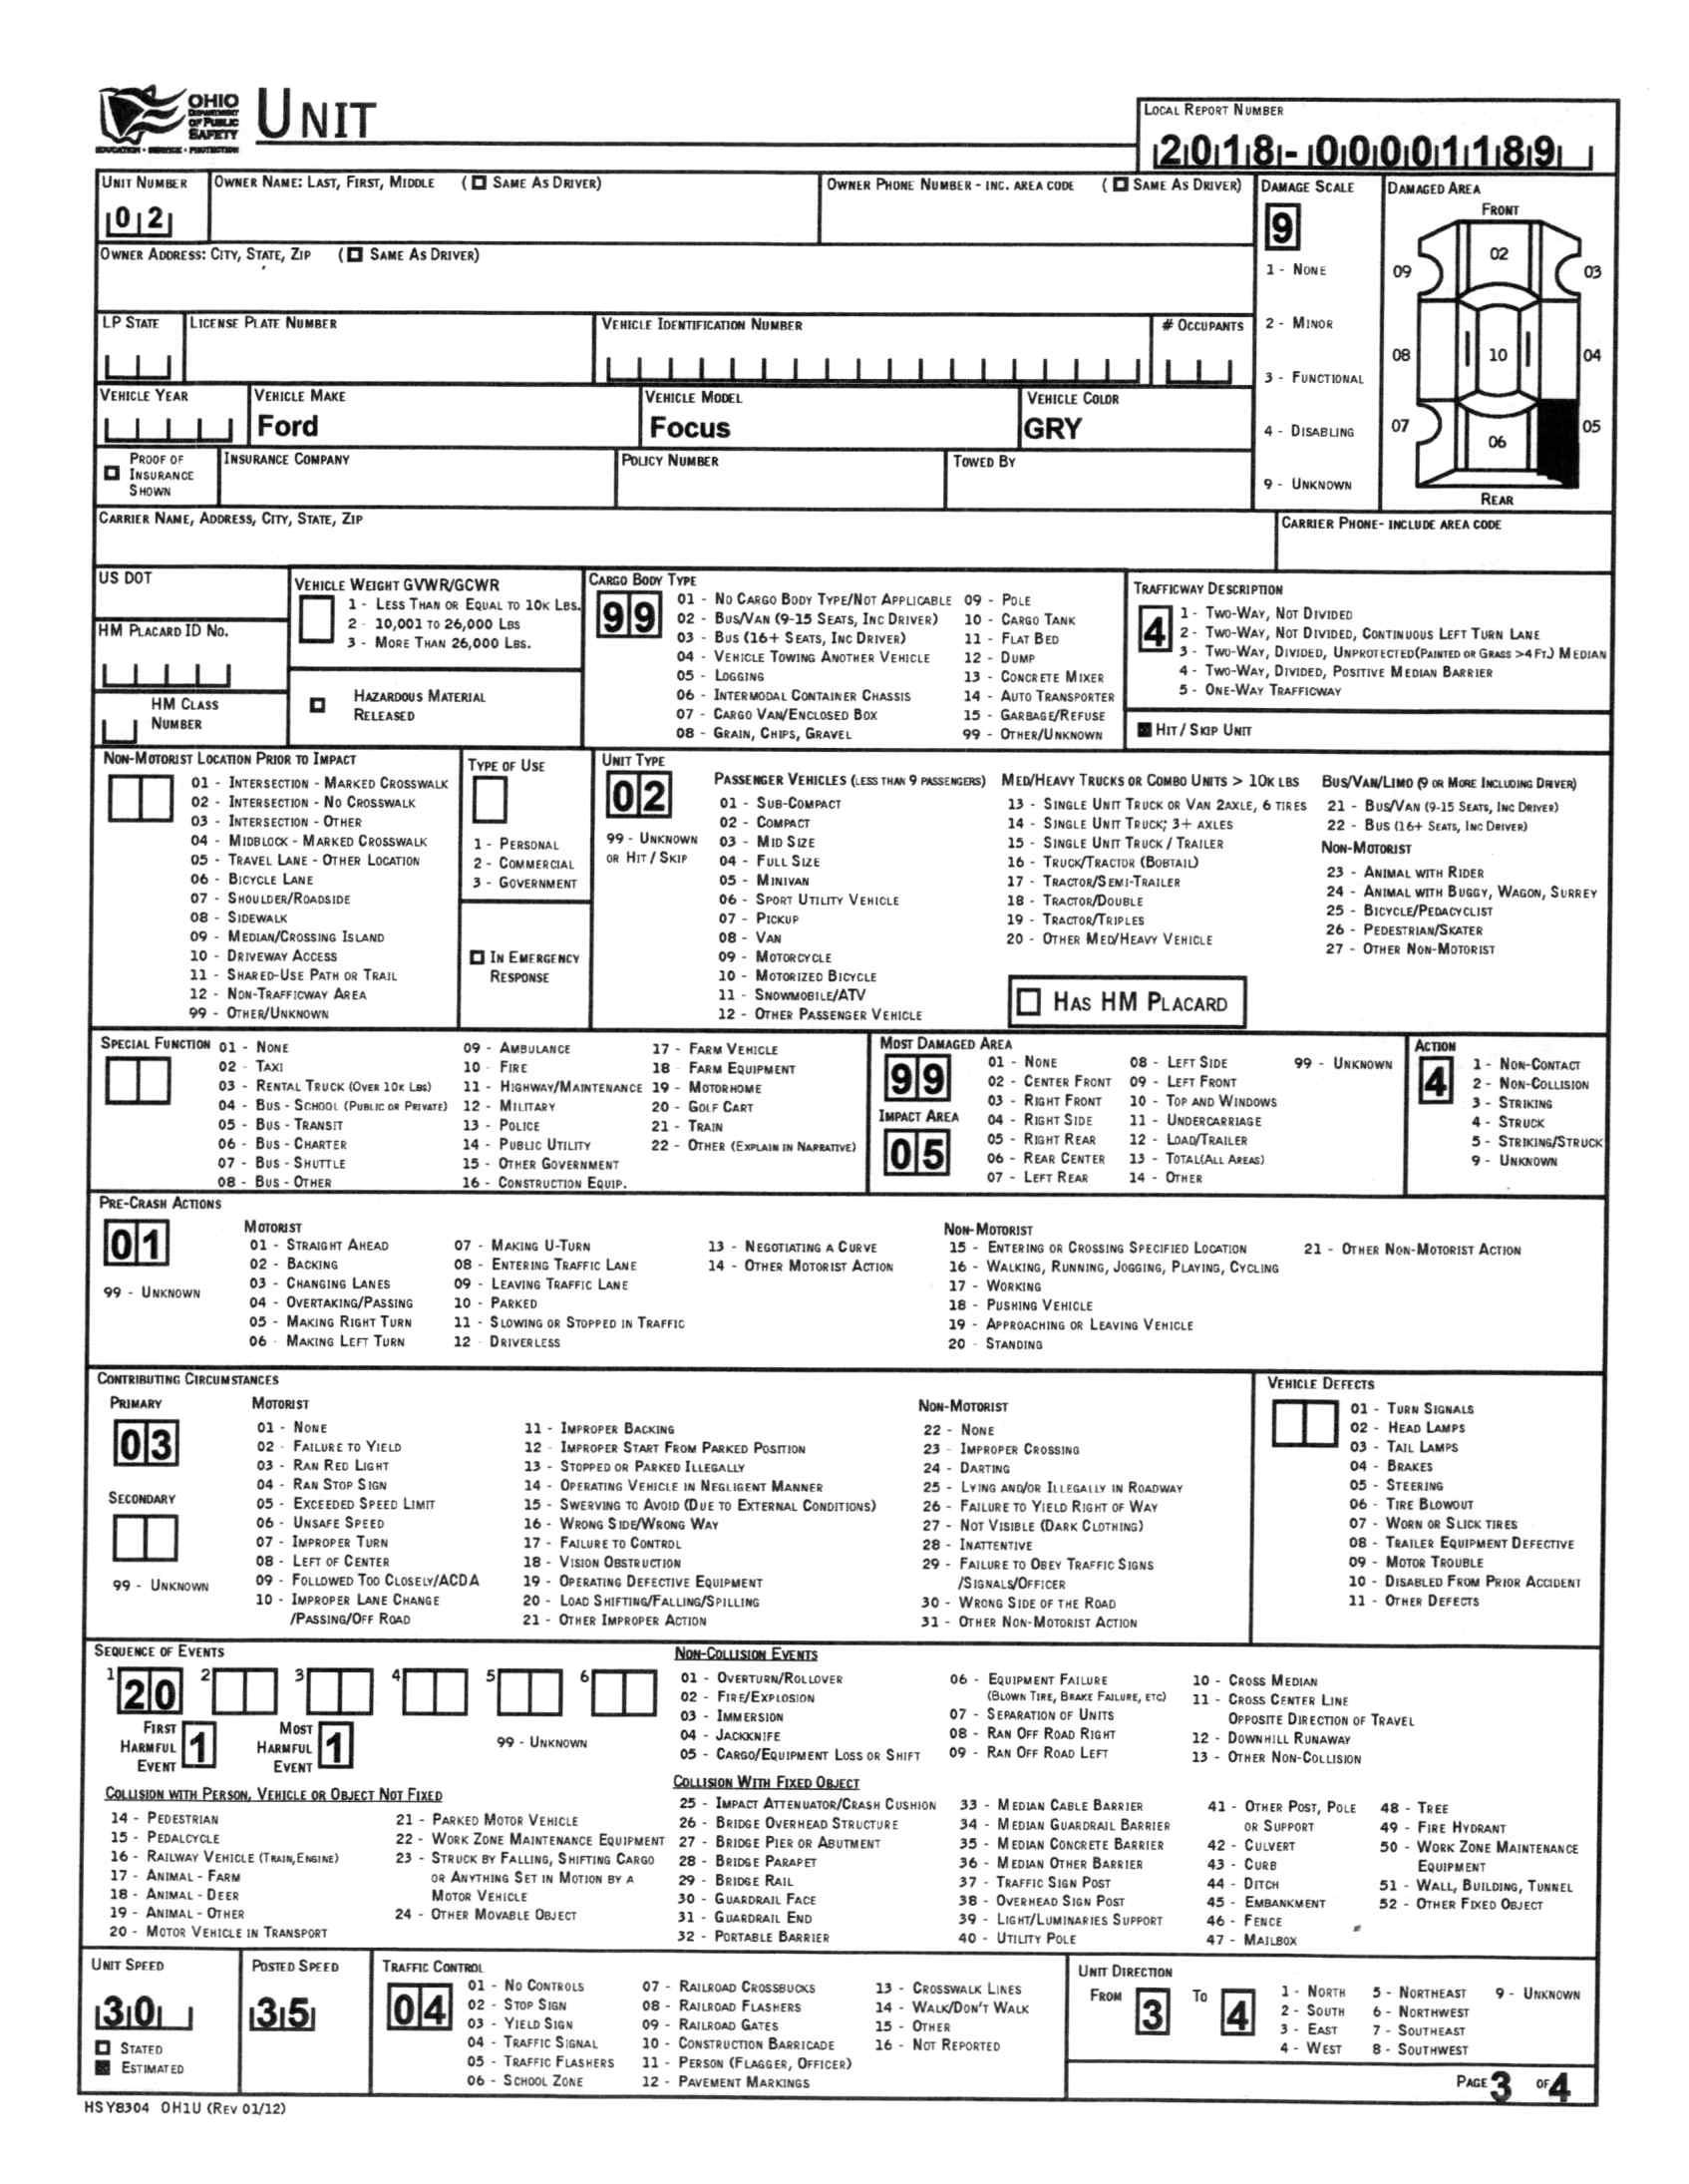 OHIO
DEPARTMENT
OF PUBLIC
SAFETY
EDUCATION • SERVICE • PROTECTION
UNIT
LOCAL REPORT NUMBER
2018-00001189
UNIT NUMBER
02
OWNER NAME: LAST, FIRST, MIDDLE ( SAME AS DRIVER)
OWNER PHONE NUMBER - INC. AREA CODE ( SAME AS DRIVER)
DAMAGE SCALE
9
1 - NONE
2 - MINOR
3 - FUNCTIONAL
4 - DISABLING
9 - UNKNOWN
DAMAGED AREA
FRONT
02
09
03
08
10
04
07
06
05
REAR
OWNER ADDRESS: CITY, STATE, ZIP ( SAME AS DRIVER)
LP STATE
LICENSE PLATE NUMBER
VEHICLE IDENTIFICATION NUMBER
# OCCUPANTS
VEHICLE YEAR
VEHICLE MAKE
Ford
VEHICLE MODEL
Focus
VEHICLE COLOR
GRY
PROOF OF
INSURANCE
SHOWN
INSURANCE COMPANY
POLICY NUMBER
TOWED BY
CARRIER NAME, ADDRESS, CITY, STATE, ZIP
CARRIER PHONE- INCLUDE AREA CODE
US DOT
HM PLACARD ID NO.
HM CLASS
NUMBER
VEHICLE WEIGHT GVWR/GCWR
1 - LESS THAN OR EQUAL TO 10K LBS.
2 - 10,001 TO 26,000 LBS
3 - MORE THAN 26,000 LBS.
HAZARDOUS MATERIAL
RELEASED
CARGO BODY TYPE
99
01 - NO CARGO BODY TYPE/NOT APPLICABLE
02 - BUS/VAN (9-15 SEATS, INC DRIVER)
03 - BUS (16+ SEATS, INC DRIVER)
04 - VEHICLE TOWING ANOTHER VEHICLE
05 - LOGGING
06 - INTERMODAL CONTAINER CHASSIS
07 - CARGO VAN/ENCLOSED BOX
08 - GRAIN, CHIPS, GRAVEL
09 - POLE
10 - CARGO TANK
11 - FLAT BED
12 - DUMP
13 - CONCRETE MIXER
14 - AUTO TRANSPORTER
15 - GARBAGE/REFUSE
99 - OTHER/UNKNOWN
TRAFFICWAY DESCRIPTION
4
1 - TWO-WAY, NOT DIVIDED
2 - TWO-WAY, NOT DIVIDED, CONTINUOUS LEFT TURN LANE
3 - TWO-WAY, DIVIDED, UNPROTECTED(PAINTED OR GRASS >4 FT.) MEDIAN
4 - TWO-WAY, DIVIDED, POSITIVE MEDIAN BARRIER
5 - ONE-WAY TRAFFICWAY
HIT / SKIP UNIT
NON-MOTORIST LOCATION PRIOR TO IMPACT
01 - INTERSECTION - MARKED CROSSWALK
02 - INTERSECTION - NO CROSSWALK
03 - INTERSECTION - OTHER
04 - MIDBLOCK - MARKED CROSSWALK
05 - TRAVEL LANE - OTHER LOCATION
06 - BICYCLE LANE
07 - SHOULDER/ROADSIDE
08 - SIDEWALK
09 - MEDIAN/CROSSING ISLAND
10 - DRIVEWAY ACCESS
11 - SHARED-USE PATH OR TRAIL
12 - NON-TRAFFICWAY AREA
99 - OTHER/UNKNOWN
TYPE OF USE
1 - PERSONAL
2 - COMMERCIAL
3 - GOVERNMENT
IN EMERGENCY
RESPONSE
UNIT TYPE
02
99 - UNKNOWN
OR HIT / SKIP
PASSENGER VEHICLES (LESS THAN 9 PASSENGERS)
01 - SUB-COMPACT
02 - COMPACT
03 - MID SIZE
04 - FULL SIZE
05 - MINIVAN
06 - SPORT UTILITY VEHICLE
07 - PICKUP
08 - VAN
09 - MOTORCYCLE
10 - MOTORIZED BICYCLE
11 - SNOWMOBILE/ATV
12 - OTHER PASSENGER VEHICLE
MED/HEAVY TRUCKS OR COMBO UNITS > 10K LBS
13 - SINGLE UNIT TRUCK OR VAN 2AXLE, 6 TIRES
14 - SINGLE UNIT TRUCK; 3+ AXLES
15 - SINGLE UNIT TRUCK / TRAILER
16 - TRUCK/TRACTOR (BOBTAIL)
17 - TRACTOR/SEMI-TRAILER
18 - TRACTOR/DOUBLE
19 - TRACTOR/TRIPLES
20 - OTHER MED/HEAVY VEHICLE
BUS/VAN/LIMO (9 OR MORE INCLUDING DRIVER)
21 - BUS/VAN (9-15 SEATS, INC DRIVER)
22 - BUS (16+ SEATS, INC DRIVER)
NON-MOTORIST
23 - ANIMAL WITH RIDER
24 - ANIMAL WITH BUGGY, WAGON, SURREY
25 - BICYCLE/PEDACYCLIST
26 - PEDESTRIAN/SKATER
27 - OTHER NON-MOTORIST
HAS HM PLACARD
SPECIAL FUNCTION
01 - NONE
02 - TAXI
03 - RENTAL TRUCK (OVER 10K LBS)
04 - BUS - SCHOOL (PUBLIC OR PRIVATE)
05 - BUS - TRANSIT
06 - BUS - CHARTER
07 - BUS - SHUTTLE
08 - BUS - OTHER
09 - AMBULANCE
10 - FIRE
11 - HIGHWAY/MAINTENANCE
12 - MILITARY
13 - POLICE
14 - PUBLIC UTILITY
15 - OTHER GOVERNMENT
16 - CONSTRUCTION EQUIP.
17 - FARM VEHICLE
18 FARM EQUIPMENT
19 - MOTORHOME
20 - GOLF CART
21 - TRAIN
22 - OTHER (EXPLAIN IN NARRATIVE)
MOST DAMAGED AREA
99
IMPACT AREA
05
01 - NONE
02 - CENTER FRONT
03 - RIGHT FRONT
04 - RIGHT SIDE
05 - RIGHT REAR
06 - REAR CENTER
07 - LEFT REAR
08 - LEFT SIDE
09 - LEFT FRONT
10 - TOP AND WINDOWS
11 - UNDERCARRIAGE
12 - LOAD/TRAILER
13 - TOTAL(ALL AREAS)
14 - OTHER
99 - UNKNOWN
ACTION
4
1 - NON-CONTACT
2 - NON-COLLISION
3 - STRIKING
4 - STRUCK
5 - STRIKING/STRUCK
9 - UNKNOWN
PRE-CRASH ACTIONS
01
99 - UNKNOWN
MOTORIST
01 - STRAIGHT AHEAD
02 - BACKING
03 - CHANGING LANES
04 - OVERTAKING/PASSING
05 - MAKING RIGHT TURN
06 - MAKING LEFT TURN
07 - MAKING U-TURN
08 - ENTERING TRAFFIC LANE
09 - LEAVING TRAFFIC LANE
10 - PARKED
11 - SLOWING OR STOPPED IN TRAFFIC
12 - DRIVERLESS
13 - NEGOTIATING A CURVE
14 - OTHER MOTORIST ACTION
NON-MOTORIST
15 - ENTERING OR CROSSING SPECIFIED LOCATION
16 - WALKING, RUNNING, JOGGING, PLAYING, CYCLING
17 - WORKING
18 - PUSHING VEHICLE
19 - APPROACHING OR LEAVING VEHICLE
20 - STANDING
21 - OTHER NON-MOTORIST ACTION
CONTRIBUTING CIRCUMSTANCES
PRIMARY
03
SECONDARY
99 - UNKNOWN
MOTORIST
01 - NONE
02 - FAILURE TO YIELD
03 - RAN RED LIGHT
04 - RAN STOP SIGN
05 - EXCEEDED SPEED LIMIT
06 - UNSAFE SPEED
07 - IMPROPER TURN
08 - LEFT OF CENTER
09 - FOLLOWED TOO CLOSELY/ACDA
10 - IMPROPER LANE CHANGE
/PASSING/OFF ROAD
11 - IMPROPER BACKING
12 - IMPROPER START FROM PARKED POSITION
13 - STOPPED OR PARKED ILLEGALLY
14 - OPERATING VEHICLE IN NEGLIGENT MANNER
15 - SWERVING TO AVOID (DUE TO EXTERNAL CONDITIONS)
16 - WRONG SIDE/WRONG WAY
17 - FAILURE TO CONTROL
18 - VISION OBSTRUCTION
19 - OPERATING DEFECTIVE EQUIPMENT
20 - LOAD SHIFTING/FALLING/SPILLING
21 - OTHER IMPROPER ACTION
NON-MOTORIST
22 - NONE
23 - IMPROPER CROSSING
24 - DARTING
25 - LYING AND/OR ILLEGALLY IN ROADWAY
26 - FAILURE TO YIELD RIGHT OF WAY
27 - NOT VISIBLE (DARK CLOTHING)
28 - INATTENTIVE
29 - FAILURE TO OBEY TRAFFIC SIGNS
/SIGNALS/OFFICER
30 - WRONG SIDE OF THE ROAD
31 - OTHER NON-MOTORIST ACTION
VEHICLE DEFECTS
01 - TURN SIGNALS
02 - HEAD LAMPS
03 - TAIL LAMPS
04 - BRAKES
05 - STEERING
06 - TIRE BLOWOUT
07 - WORN OR SLICK TIRES
08 - TRAILER EQUIPMENT DEFECTIVE
09 - MOTOR TROUBLE
10 - DISABLED FROM PRIOR ACCIDENT
11 - OTHER DEFECTS
SEQUENCE OF EVENTS
1 20 2 3 4 5 6
FIRST
HARMFUL
EVENT
1
MOST
HARMFUL
EVENT
1
99 - UNKNOWN
NON-COLLISION EVENTS
01 - OVERTURN/ROLLOVER
02 - FIRE/EXPLOSION
03 - IMMERSION
04 - JACKKNIFE
05 - CARGO/EQUIPMENT LOSS OR SHIFT
06 - EQUIPMENT FAILURE
(BLOWN TIRE, BRAKE FAILURE, ETC)
07 - SEPARATION OF UNITS
08 - RAN OFF ROAD RIGHT
09 - RAN OFF ROAD LEFT
10 - CROSS MEDIAN
11 - CROSS CENTER LINE
OPPOSITE DIRECTION OF TRAVEL
12 - DOWNHILL RUNAWAY
13 - OTHER NON-COLLISION
COLLISION WITH PERSON, VEHICLE OR OBJECT NOT FIXED
14 - PEDESTRIAN
15 - PEDALCYCLE
16 - RAILWAY VEHICLE (TRAIN,ENGINE)
17 - ANIMAL - FARM
18 - ANIMAL - DEER
19 - ANIMAL - OTHER
20 - MOTOR VEHICLE IN TRANSPORT
21 - PARKED MOTOR VEHICLE
22 - WORK ZONE MAINTENANCE EQUIPMENT
23 - STRUCK BY FALLING, SHIFTING CARGO
OR ANYTHING SET IN MOTION BY A
MOTOR VEHICLE
24 - OTHER MOVABLE OBJECT
COLLISION WITH FIXED OBJECT
25 - IMPACT ATTENUATOR/CRASH CUSHION
26 - BRIDGE OVERHEAD STRUCTURE
27 - BRIDGE PIER OR ABUTMENT
28 - BRIDGE PARAPET
29 - BRIDGE RAIL
30 - GUARDRAIL FACE
31 - GUARDRAIL END
32 - PORTABLE BARRIER
33 - MEDIAN CABLE BARRIER
34 - MEDIAN GUARDRAIL BARRIER
35 - MEDIAN CONCRETE BARRIER
36 - MEDIAN OTHER BARRIER
37 - TRAFFIC SIGN POST
38 - OVERHEAD SIGN POST
39 - LIGHT/LUMINARIES SUPPORT
40 - UTILITY POLE
41 - OTHER POST, POLE
OR SUPPORT
42 - CULVERT
43 - CURB
44 - DITCH
45 - EMBANKMENT
46 - FENCE
47 - MAILBOX
48 - TREE
49 - FIRE HYDRANT
50 - WORK ZONE MAINTENANCE
EQUIPMENT
51 - WALL, BUILDING, TUNNEL
52 - OTHER FIXED OBJECT
UNIT SPEED
30
STATED
ESTIMATED
POSTED SPEED
35
TRAFFIC CONTROL
04
01 - NO CONTROLS
02 - STOP SIGN
03 - YIELD SIGN
04 - TRAFFIC SIGNAL
05 - TRAFFIC FLASHERS
06 - SCHOOL ZONE
07 - RAILROAD CROSSBUCKS
08 - RAILROAD FLASHERS
09 - RAILROAD GATES
10 - CONSTRUCTION BARRICADE
11 - PERSON (FLAGGER, OFFICER)
12 - PAVEMENT MARKINGS
13 - CROSSWALK LINES
14 - WALK/DON'T WALK
15 - OTHER
16 - NOT REPORTED
UNIT DIRECTION
FROM 3 TO 4
1 - NORTH
2 - SOUTH
3 - EAST
4 - WEST
5 - NORTHEAST
6 - NORTHWEST
7 - SOUTHEAST
8 - SOUTHWEST
9 - UNKNOWN
PAGE 3 OF 4
HSY8304 OH1U (REV 01/12)